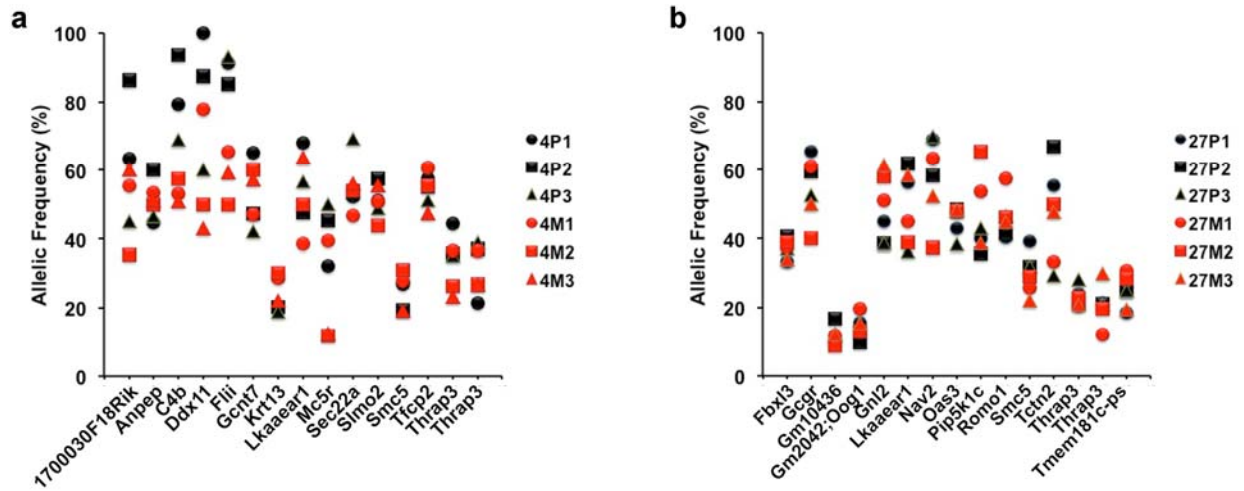 a
Allelic Frequency (%)
100
80
60
40
20
0
1700030F18Rik
Anpep
C4b
Ddx11
Flii
Gcnt7
Krt13
Lkaaear1
Mc5r
Sec22a
Slmo2
Smc5
Tfcp2
Thrap3
Thrap3
4P1
4P2
4P3
4M1
4M2
4M3
b
Allelic Frequency (%)
100
80
60
40
20
0
Fbxl3
Gcgr
Gm10436
Gm2042:Oog1
Gnl2
Lkaaear1
Nav2
Oas3
Pip5k1c
Romo1
Smc5
Tctn2
Thrap3
Thrap3
Tmem181c-ps
27P1
27P2
27P3
27M1
27M2
27M3